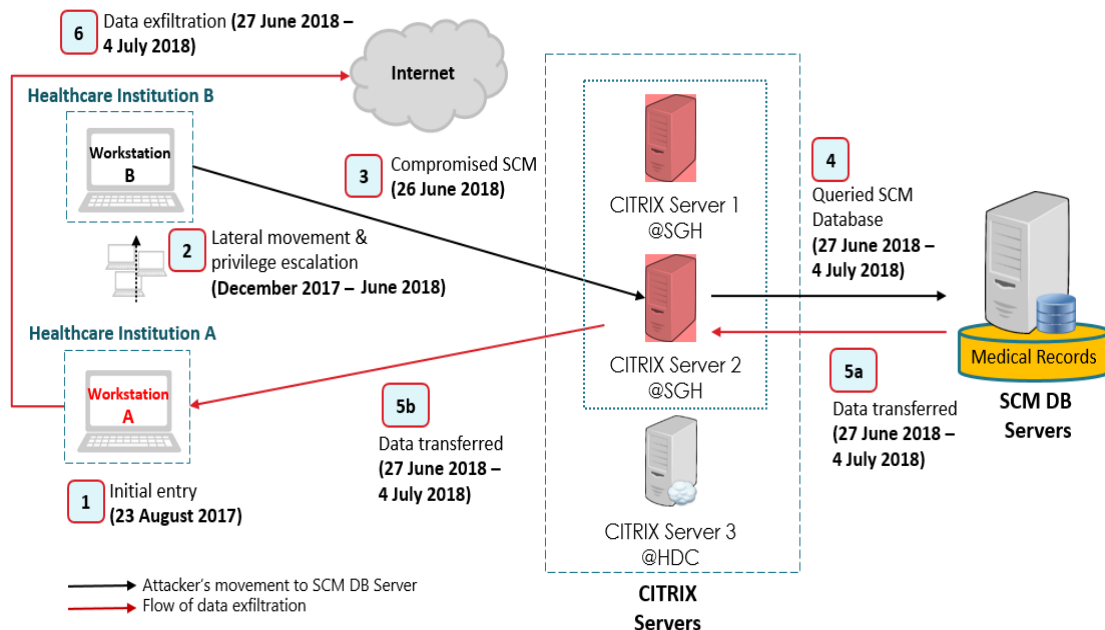 6
Data exfiltration (27 June 2018 –
4 July 2018)
Internet
Healthcare Institution B
Workstation
B
3
Compromised SCM
(26 June 2018)
2
Lateral movement &
privilege escalation
(December 2017 – June 2018)
CITRIX Server 1
@SGH
4
Queried SCM
Database
(27 June 2018 –
4 July 2018)
Healthcare Institution A
Workstation
A
CITRIX Server 2
@SGH
Medical Records
SCM DB
Servers
5b
Data transferred
(27 June 2018 –
4 July 2018)
5a
Data transferred
(27 June 2018 –
4 July 2018)
1
Initial entry
(23 August 2017)
CITRIX Server 3
@HDC
CITRIX
Servers
Attacker's movement to SCM DB Server
Flow of data exfiltration